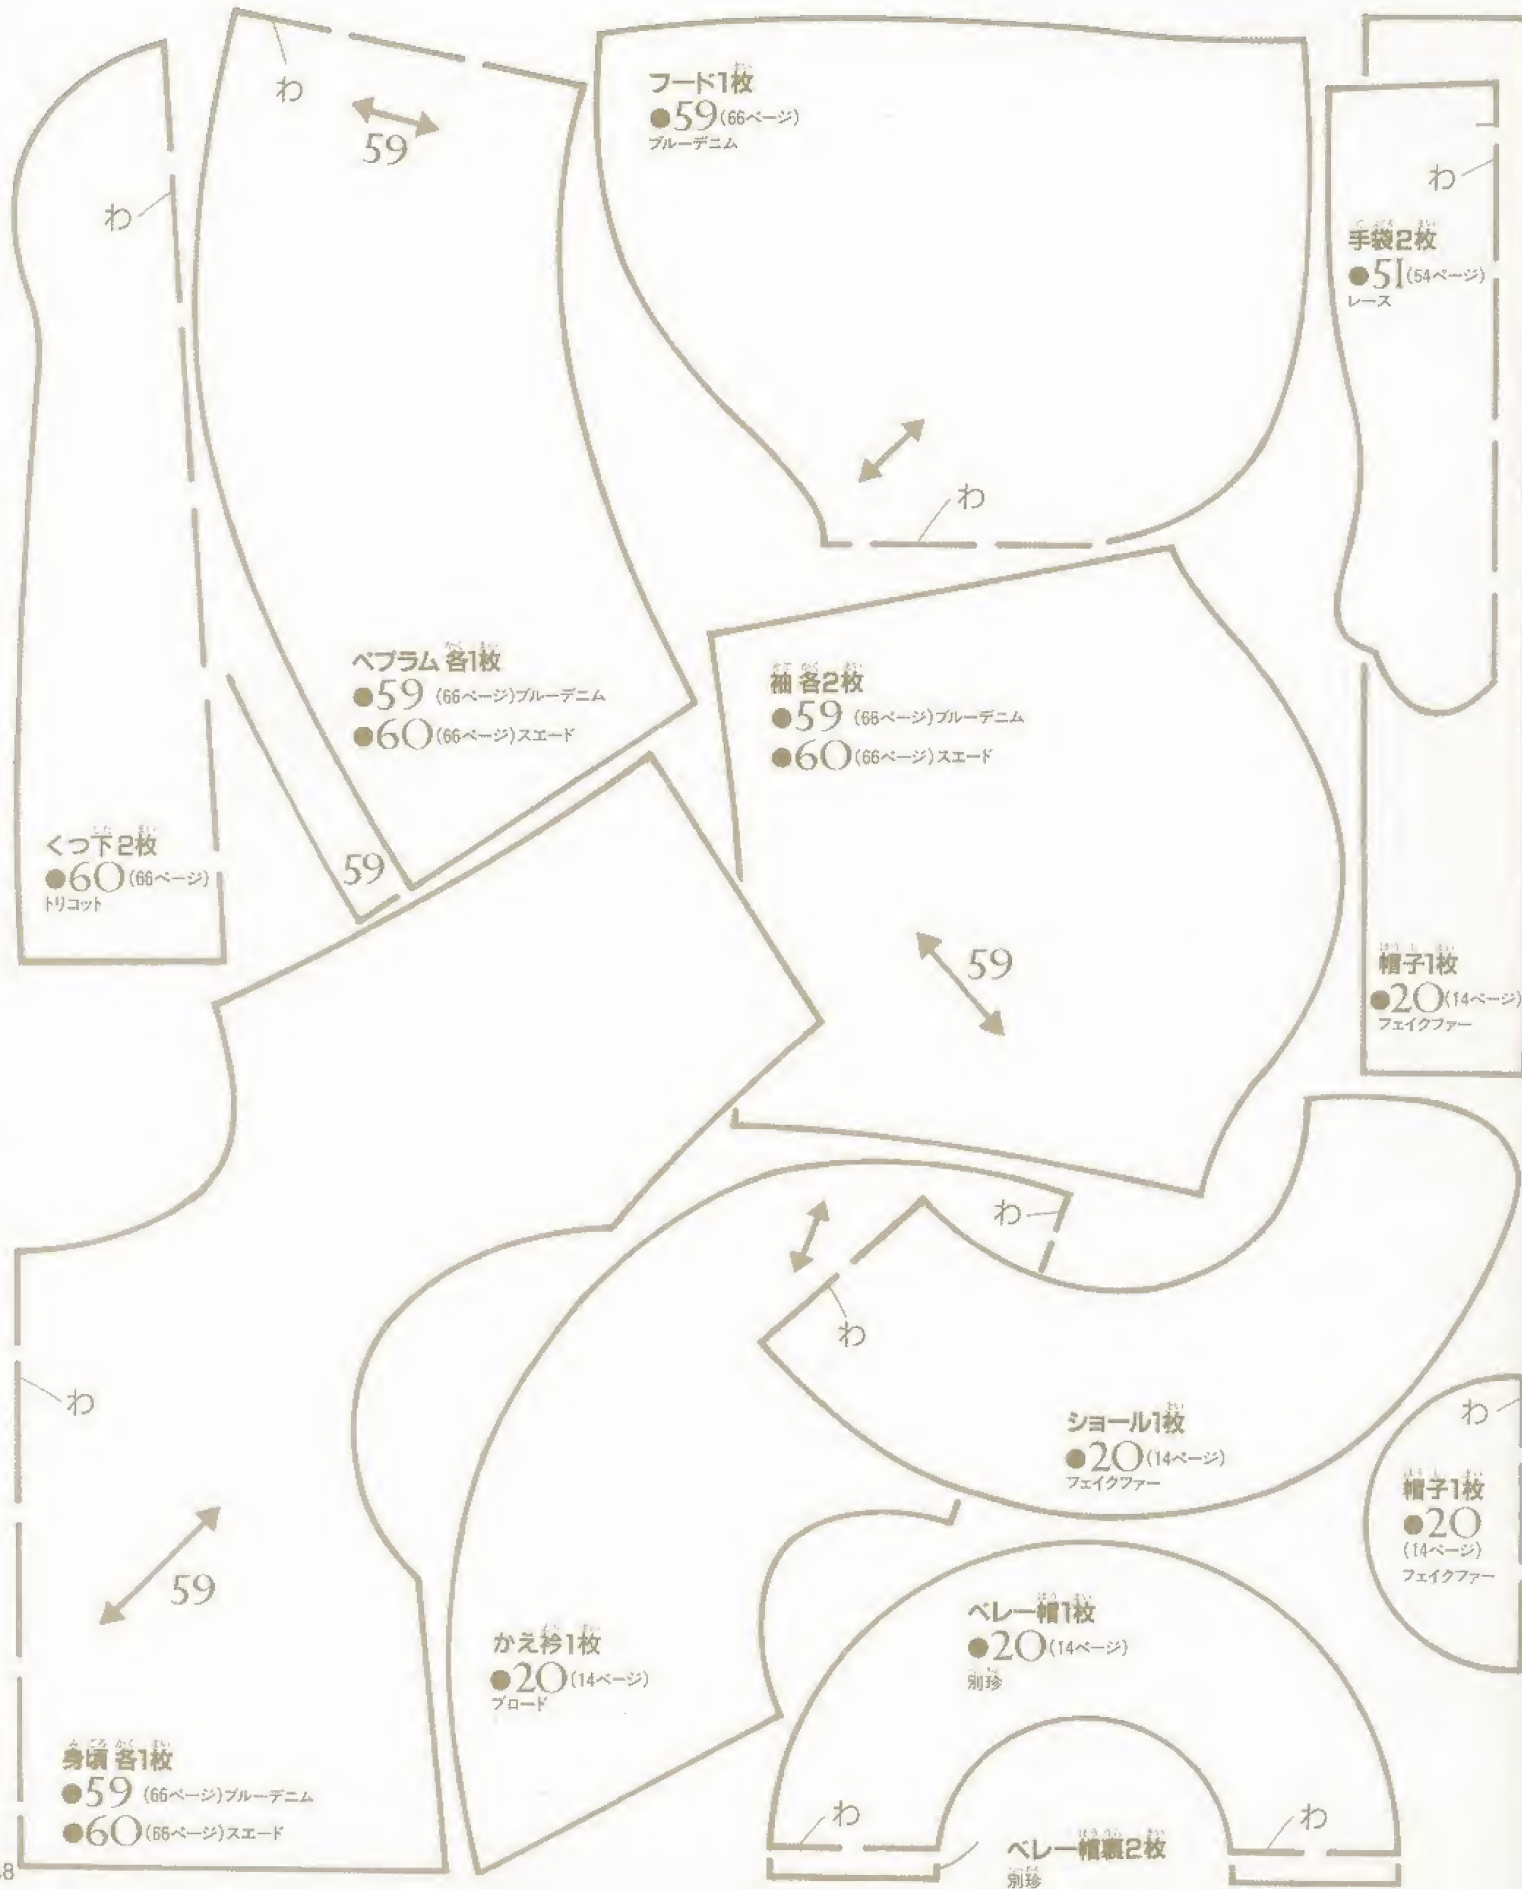 わ
59
フード1枚
●59(66ページ)
ブルーデニム
わ
わ
手袋2枚
●51(54ページ)
レース
わ
ペプラム 各1枚
●59 (66ページ)ブルーデニム
●60(66ページ)スエード
袖 各2枚
●59 (66ページ)ブルーデニム
●60(66ページ)スエード
くつ下2枚
●60(66ページ)
トリコット
59
59
帽子1枚
●20(14ページ)
フェイクファー
わ
わ
わ
ショール1枚
●20(14ページ)
フェイクファー
わ
帽子1枚
●20
(14ページ)
フェイクファー
59
かえ衿1枚
●20(14ページ)
ブロード
ベレー帽1枚
●20(14ページ)
別珍
身頃 各1枚
●59 (66ページ)ブルーデニム
●60(66ページ)スエード
わ
わ
ベレー帽裏2枚
別珍